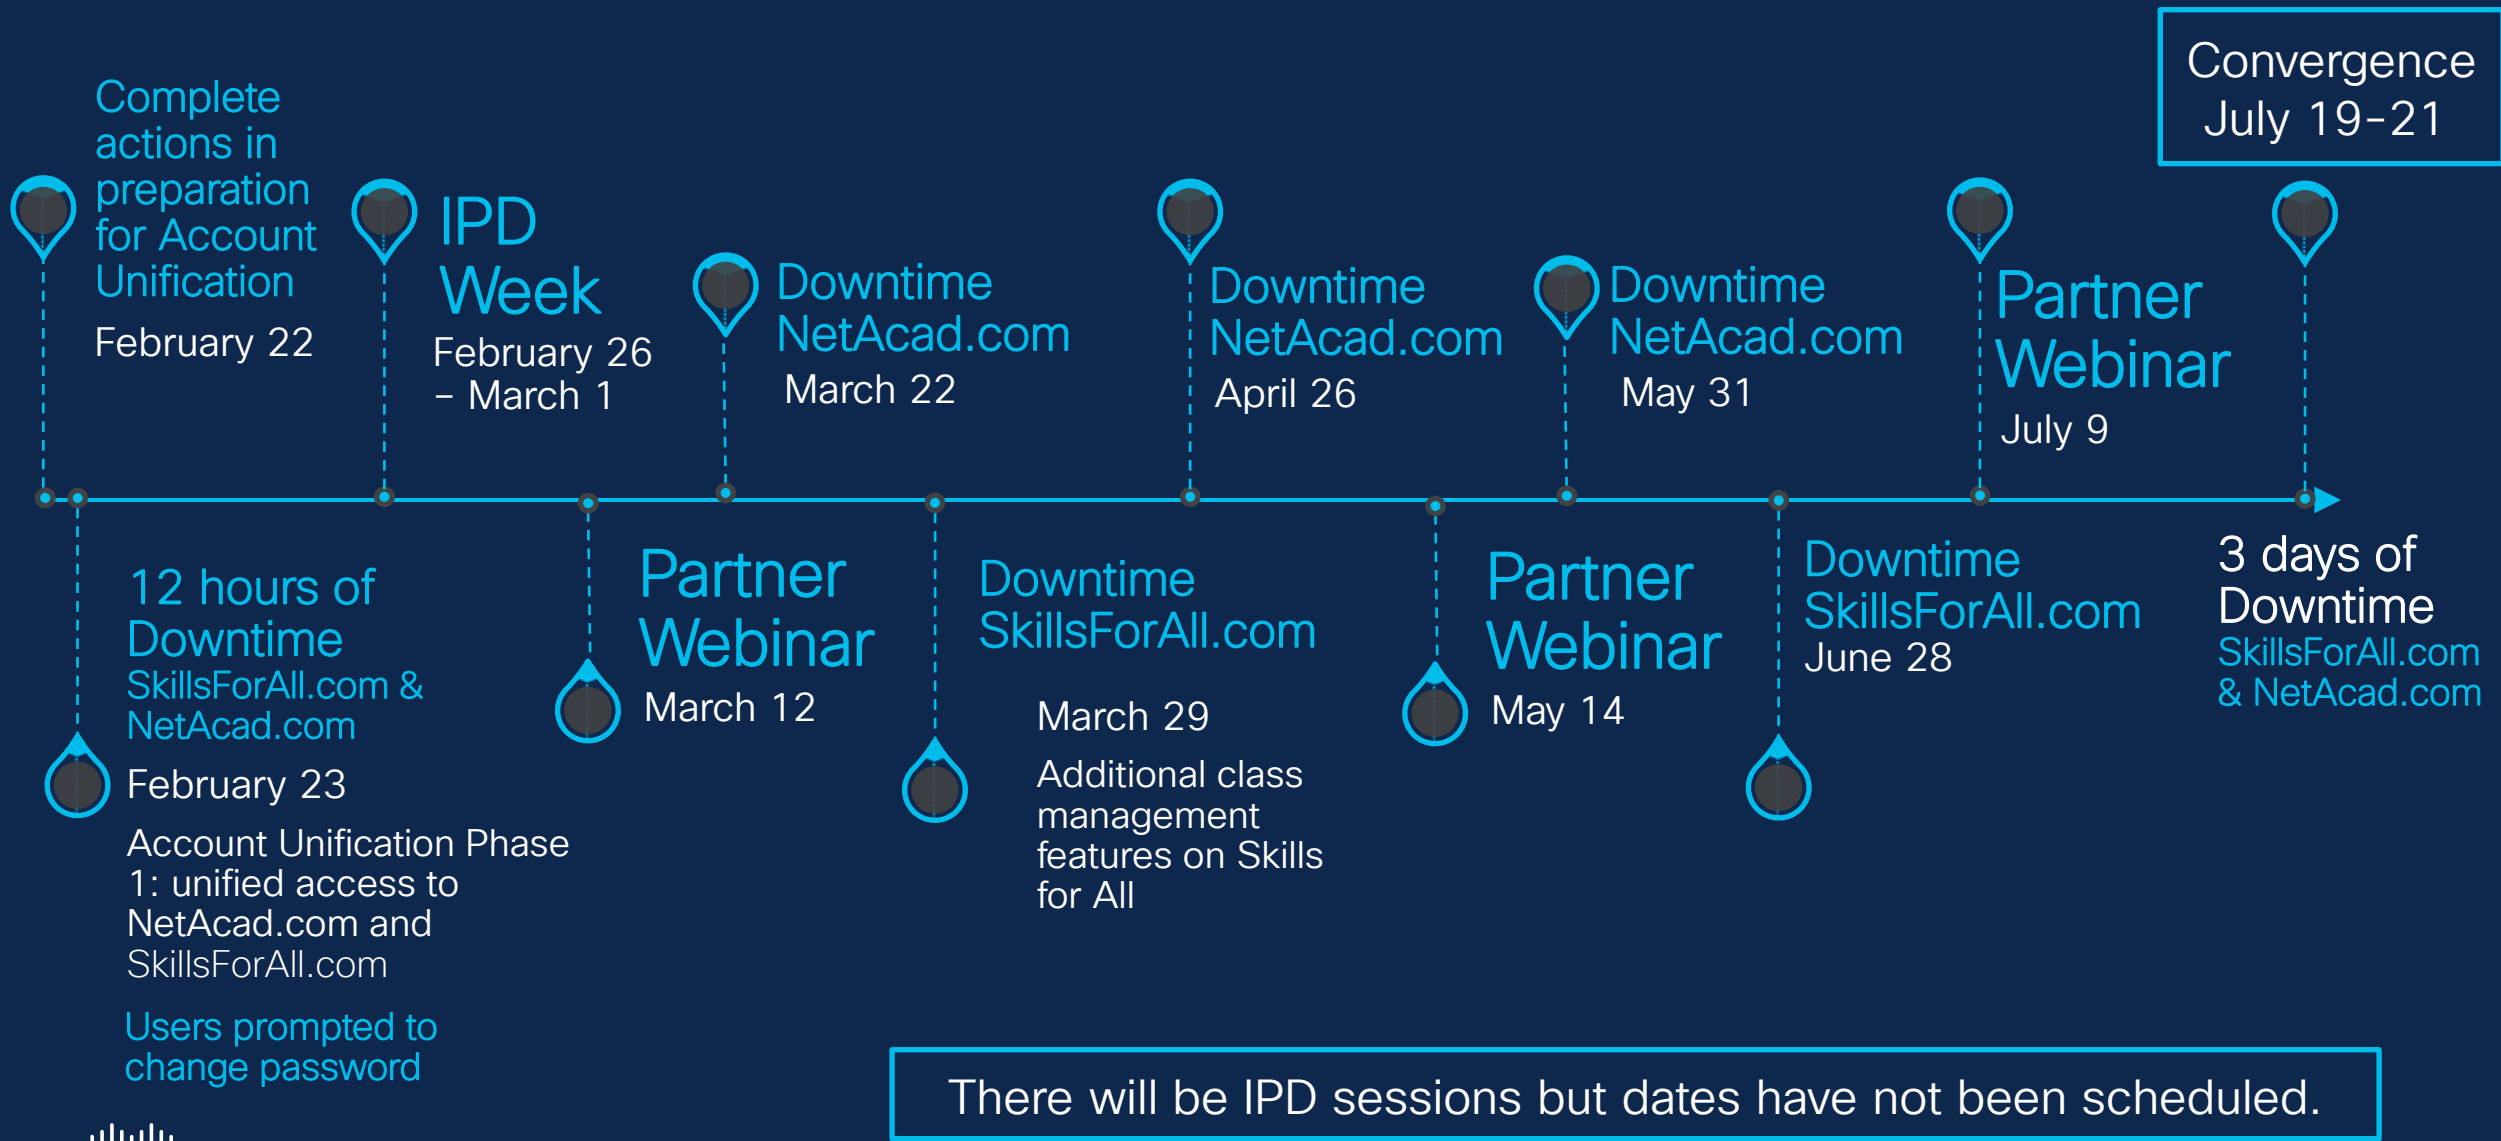 Convergence
July 19-21
Complete
actions in
preparation
for Account
Unification
February 22
IPD
Week
February 26
– March 1
Downtime
NetAcad.com
March 22
Downtime
NetAcad.com
April 26
Downtime
NetAcad.com
May 31
Partner
Webinar
July 9
12 hours of
Downtime
SkillsForAll.com &
NetAcad.com
February 23
Account Unification Phase
1: unified access to
NetAcad.com and
SkillsForAll.com
Users prompted to
change password
Partner
Webinar
March 12
Downtime
SkillsForAll.com
March 29
Additional class
management
features on Skills
for All
Partner
Webinar
May 14
Downtime
SkillsForAll.com
June 28
3 days of
Downtime
SkillsForAll.com
& NetAcad.com
There will be IPD sessions but dates have not been scheduled.